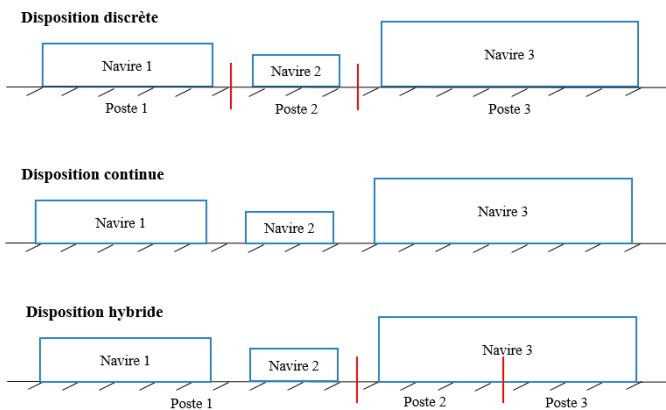 Disposition discrète
Navire 1
Navire 2
Navire 3
Poste 1
Poste 2
Poste 3
Disposition continue
Navire 1
Navire 2
Navire 3
Disposition hybride
Navire 1
Navire 2
Navire 3
Poste 1
Poste 2
Poste 3